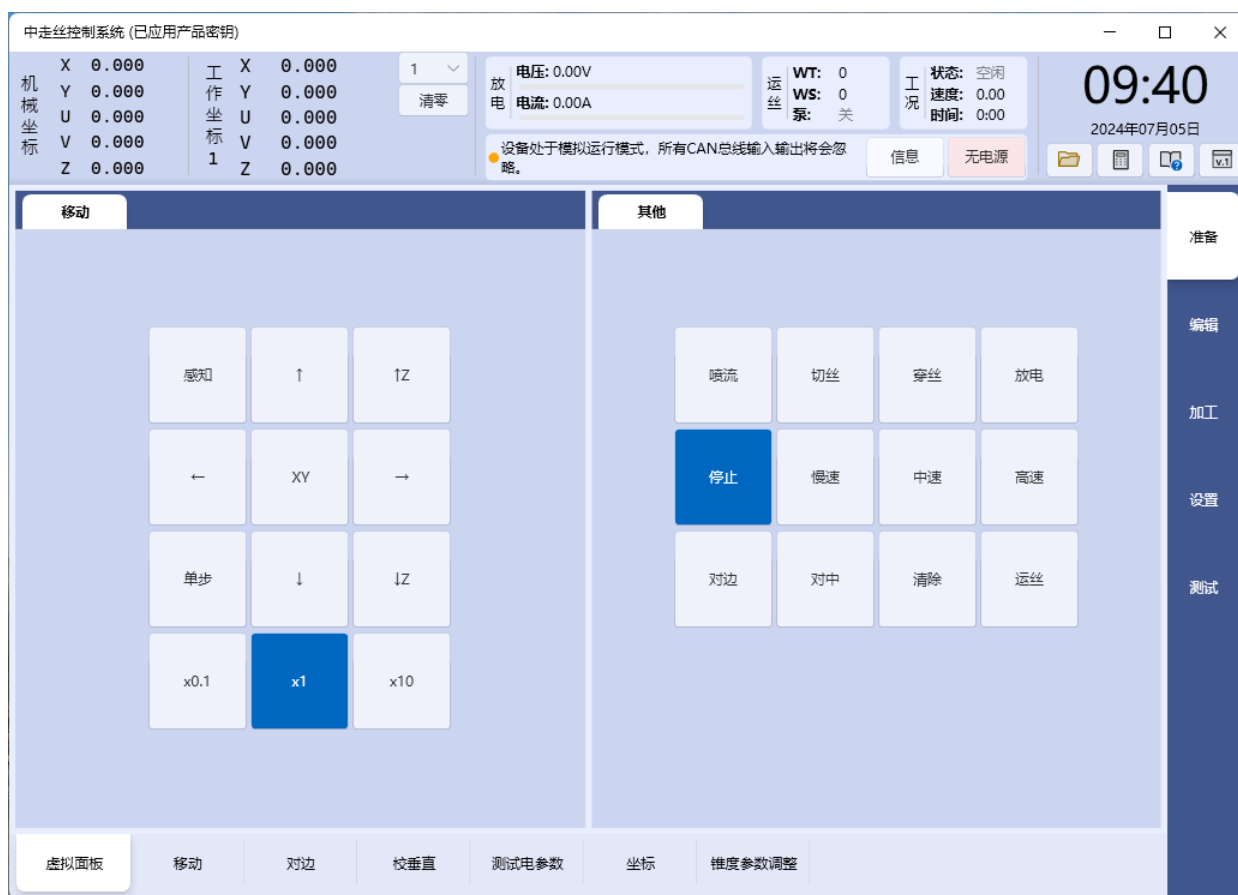 中走丝控制系统 (已应用产品密钥)
机械坐标
X 0.000
Y 0.000
U 0.000
V 0.000
Z 0.000
工作坐标1
X 0.000
Y 0.000
U 0.000
V 0.000
Z 0.000
1
清零
放电
电压: 0.00V
电流: 0.00A
运丝
WT: 0
WS: 0
泵: 关
工况
状态: 空闲
速度: 0.00
时间: 0:00
设备处于模拟运行模式，所有CAN总线输入输出将会忽
略。
信息
无电源
09:40
2024年07月05日
v.1
移动
感知 ↑ ↑Z
← XY →
单步 ↓ ↓Z
x0.1 x1 x10
其他
喷流 切丝 穿丝 放电
停止 慢速 中速 高速
对边 对中 清除 运丝
准备
编辑
加工
设置
测试
虚拟面板 移动 对边 校垂直 测试电参数 坐标 锥度参数调整